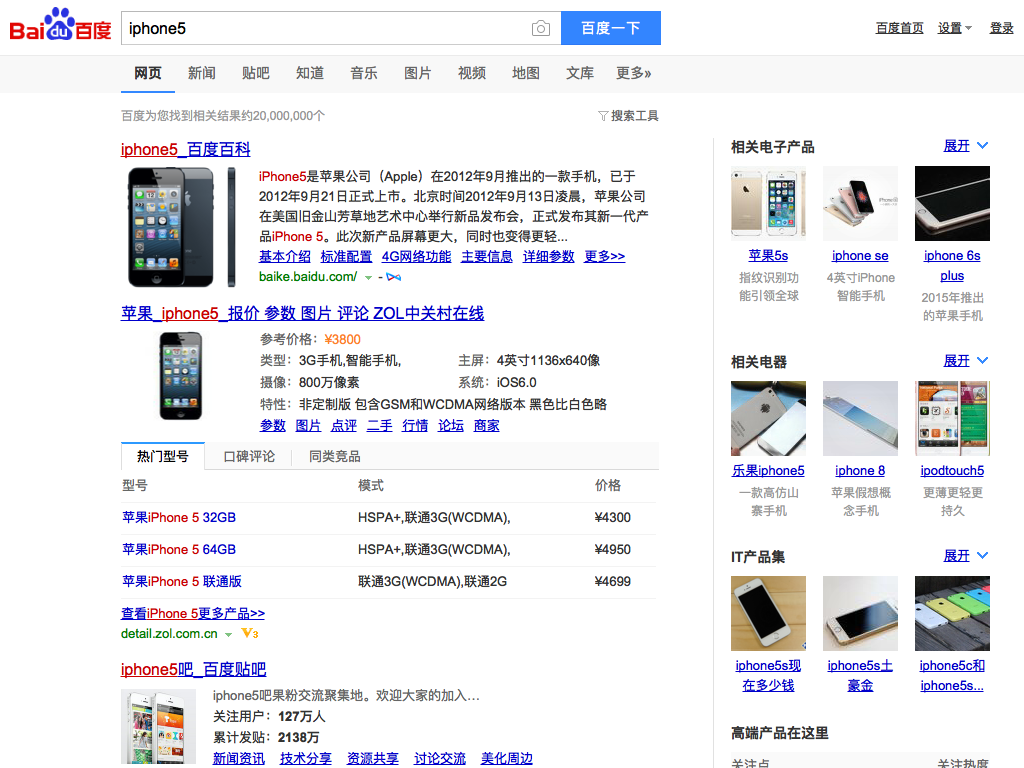 Bai du 百度
iphone5
百度一下
百度首页 设置 登录
网页 新闻 贴吧 知道 音乐 图片 视频 地图 文库 更多»
百度为您找到相关结果约20,000,000个
搜索工具
iphone5_百度百科
iPhone5是苹果公司（Apple）在2012年9月推出的一款手机，已于
2012年9月21日正式上市。北京时间2012年9月13日凌晨，苹果公司
在美国旧金山芳草地艺术中心举行新品发布会，正式发布其新一代产
品iPhone 5。此次新产品屏幕更大，同时也变得更轻...
基本介绍 标准配置 4G网络功能 主要信息 详细参数 更多>>
baike.baidu.com/
苹果_iphone5_报价 参数 图片 评论 ZOL中关村在线
参考价格：¥3800
类型：3G手机,智能手机, 主屏：4英寸1136x640像
摄像：800万像素 系统：iOS6.0
特性：非定制版 包含GSM和WCDMA网络版本 黑色比白色略
参数 图片 点评 二手 行情 论坛 商家
热门型号 口碑评论 同类竞品
型号 模式 价格
苹果iPhone 5 32GB HSPA+,联通3G(WCDMA), ¥4300
苹果iPhone 5 64GB HSPA+,联通3G(WCDMA), ¥4950
苹果iPhone 5 联通版 联通3G(WCDMA),联通2G ¥4699
查看iPhone 5更多产品>>
detail.zol.com.cn V3
iphone5吧_百度贴吧
iphone5吧果粉交流聚集地。欢迎大家的加入…
关注用户：127万人
累计发贴：2138万
新闻资讯 技术分享 资源共享 讨论交流 美化周边
相关电子产品 展开
苹果5s iphone se iphone 6s
plus
指纹识别功 4英寸iPhone 2015年推出
能引领全球 智能手机 的苹果手机
相关电器 展开
乐果iphone5 iphone 8 ipodtouch5
一款高仿山 苹果假想概 更薄更轻更
寨手机 念手机 持久
IT产品集 展开
iphone5s现 iphone5s土 iphone5c和
在多少钱 豪金 iphone5s...
高端产品在这里
关注点 关注热度